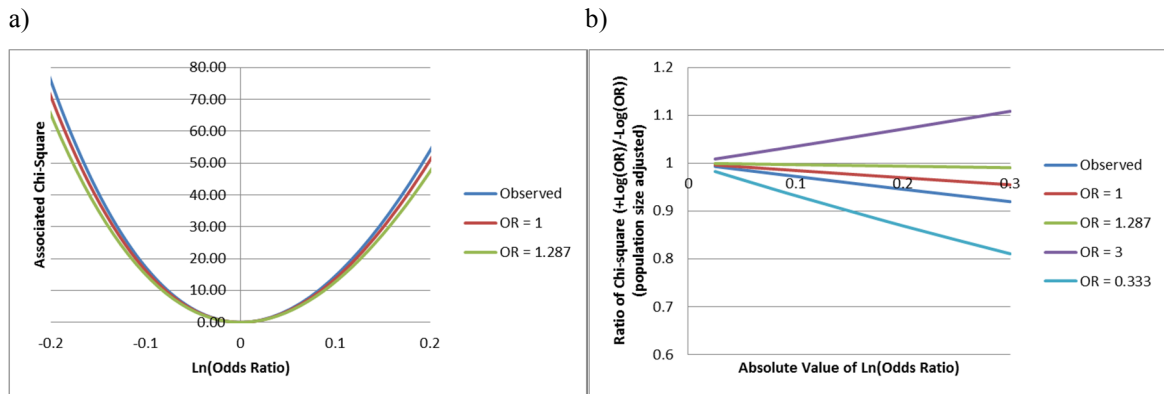 a)
80.00
70.00
60.00
50.00
40.00
30.00
20.00
10.00
0.00
-0.2
-0.1
0
0.1
0.2
Associated Chi-Square
Ln(Odds Ratio)
Observed
OR = 1
OR = 1.287
b)
1.2
1.1
1
0.9
0.8
0.7
0.6
0
0.1
0.2
0.3
Ratio of Chi-square (+Log(OR)/-Log(OR))
(population size adjusted)
Absolute Value of Ln(Odds Ratio)
Observed
OR = 1
OR = 1.287
OR = 3
OR = 0.333